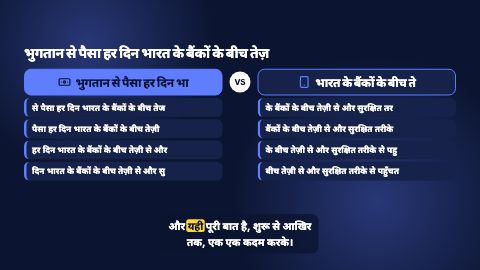 भुगतान से पैसा हर दिन भारत के बैंकों के बीच तेज़
भुगतान से पैसा हर दिन भा
VS
भारत के बैंकों के बीच ते
से पैसा हर दिन भारत के बैंकों के बीच तेज
पैसा हर दिन भारत के बैंकों के बीच तेज़ी
हर दिन भारत के बैंकों के बीच तेज़ी से और
दिन भारत के बैंकों के बीच तेज़ी से और सु
के बैंकों के बीच तेज़ी से और सुरक्षित तर
बैंकों के बीच तेज़ी से और सुरक्षित तरीके
के बीच तेज़ी से और सुरक्षित तरीके से पहु
बीच तेज़ी से और सुरक्षित तरीके से पहुँचत
और यही पूरी बात है, शुरू से आखिर
तक, एक एक कदम करके।